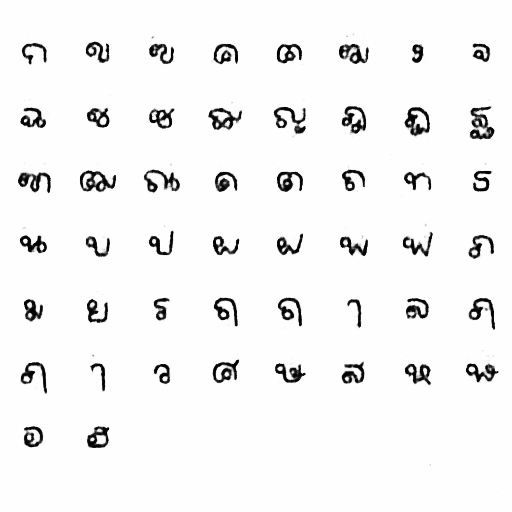 ก ข ฃ ค ฅ ฆ ง จ
ฉ ช ซ ฌ ญ ฎ ฏ ฐ
ฑ ฒ ณ ด ต ถ ท ธ
น บ ป ผ ฝ พ ฟ ภ
ม ย ร ฤ ฤ ๅ ล ฦ
ฦ ๅ ว ศ ษ ส ห ฬ
อ ฮ